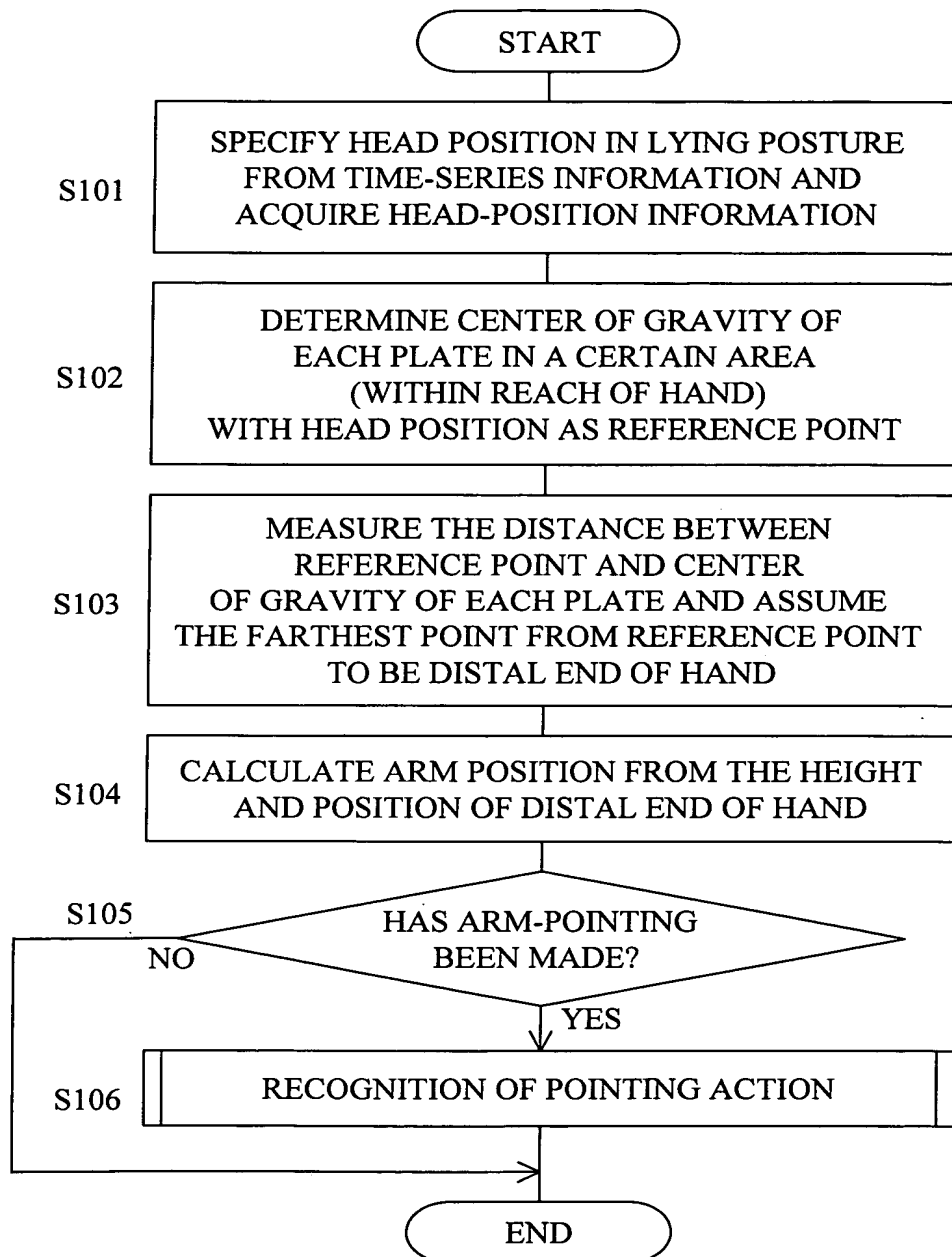 START
S101
SPECIFY HEAD POSITION IN LYING POSTURE
FROM TIME-SERIES INFORMATION AND
ACQUIRE HEAD-POSITION INFORMATION
S102
DETERMINE CENTER OF GRAVITY OF
EACH PLATE IN A CERTAIN AREA
(WITHIN REACH OF HAND)
WITH HEAD POSITION AS REFERENCE POINT
S103
MEASURE THE DISTANCE BETWEEN
REFERENCE POINT AND CENTER
OF GRAVITY OF EACH PLATE AND ASSUME
THE FARTHEST POINT FROM REFERENCE POINT
TO BE DISTAL END OF HAND
S104
CALCULATE ARM POSITION FROM THE HEIGHT
AND POSITION OF DISTAL END OF HAND
S105
HAS ARM-POINTING
BEEN MADE?
NO
YES
S106
RECOGNITION OF POINTING ACTION
END